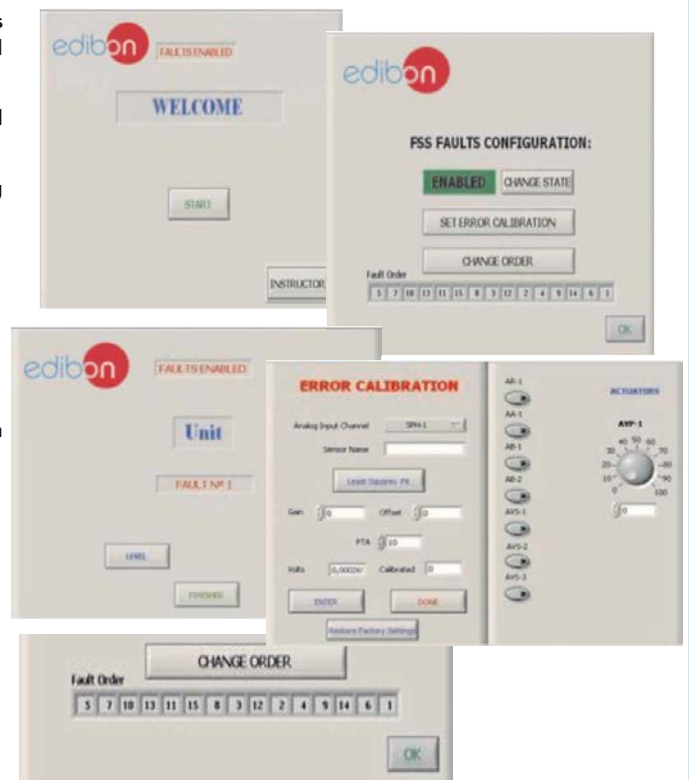 edibon
FAULTS ENABLED
WELCOME
START
INSTRUCTOR
edibon
FSS FAULTS CONFIGURATION:
ENABLED CHANGE STATE
SET ERROR CALIBRATION
CHANGE ORDER
Fault Order
5 7 10 13 11 15 8 3 12 2 4 9 14 6 1
OK
edibon
FAULTS ENABLED
Unit
FAULT Nº 1
LEVEL
FINISHED
ERROR CALIBRATION
Analog Input Channel
Sensor Name
Least Squares Fit
Gain 0 Offset 0
PTA 10
Volts Calibrated 0
ENTER DONE
Restore Factory Settings
AR-1
AA-1
AB-1
AB-2
AVS-1
AVS-2
AVS-3
ACTUATORS
AVP-1
0 10 20 30 40 50 60 70 80 90 100
0
CHANGE ORDER
Fault Order
5 7 10 13 11 15 8 3 12 2 4 9 14 6 1
OK